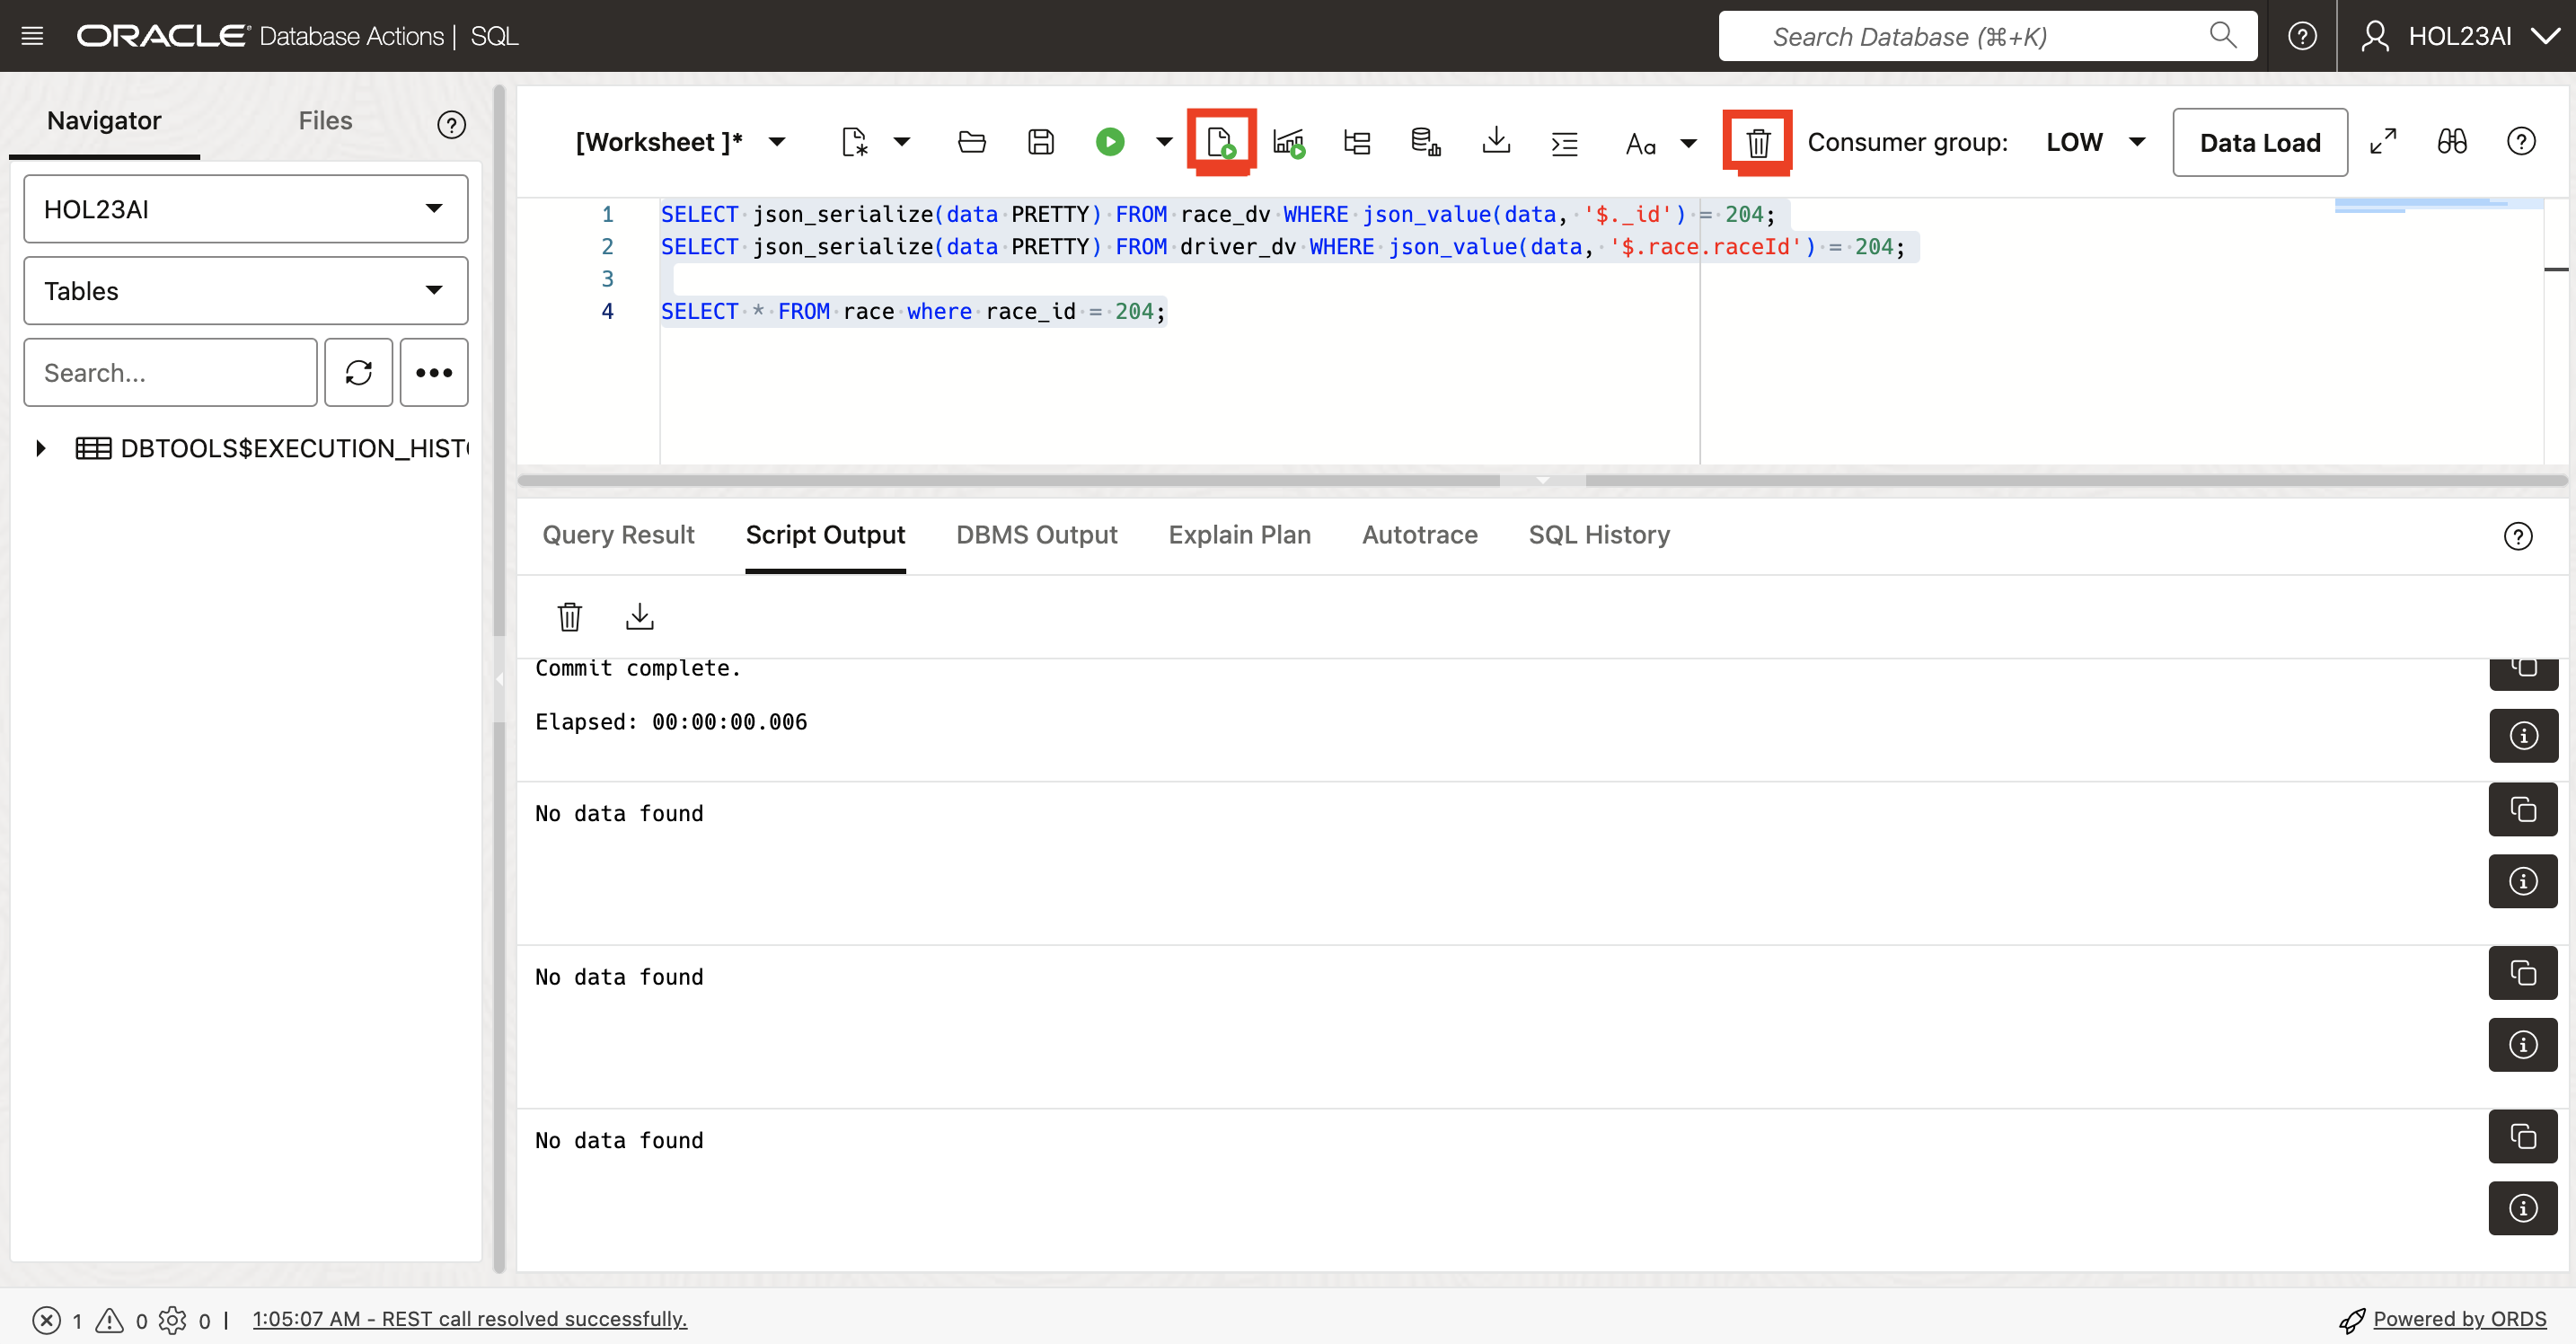 ORACLE Database Actions | SQL
Search Database (⌘+K)
HOL23AI
Navigator
Files
HOL23AI
Tables
Search...
DBTOOLS$EXECUTION_HIST
[Worksheet ]*
Aa
Consumer group:
LOW
Data Load
1 SELECT json_serialize(data PRETTY) FROM race_dv WHERE json_value(data, '$._id') = 204;
2 SELECT json_serialize(data PRETTY) FROM driver_dv WHERE json_value(data, '$.race.raceId') = 204;
3
4 SELECT * FROM race where race_id = 204;
Query Result
Script Output
DBMS Output
Explain Plan
Autotrace
SQL History
Commit complete.
Elapsed: 00:00:00.006
No data found
No data found
No data found
1 0 0 | 1:05:07 AM - REST call resolved successfully.
Powered by ORDS